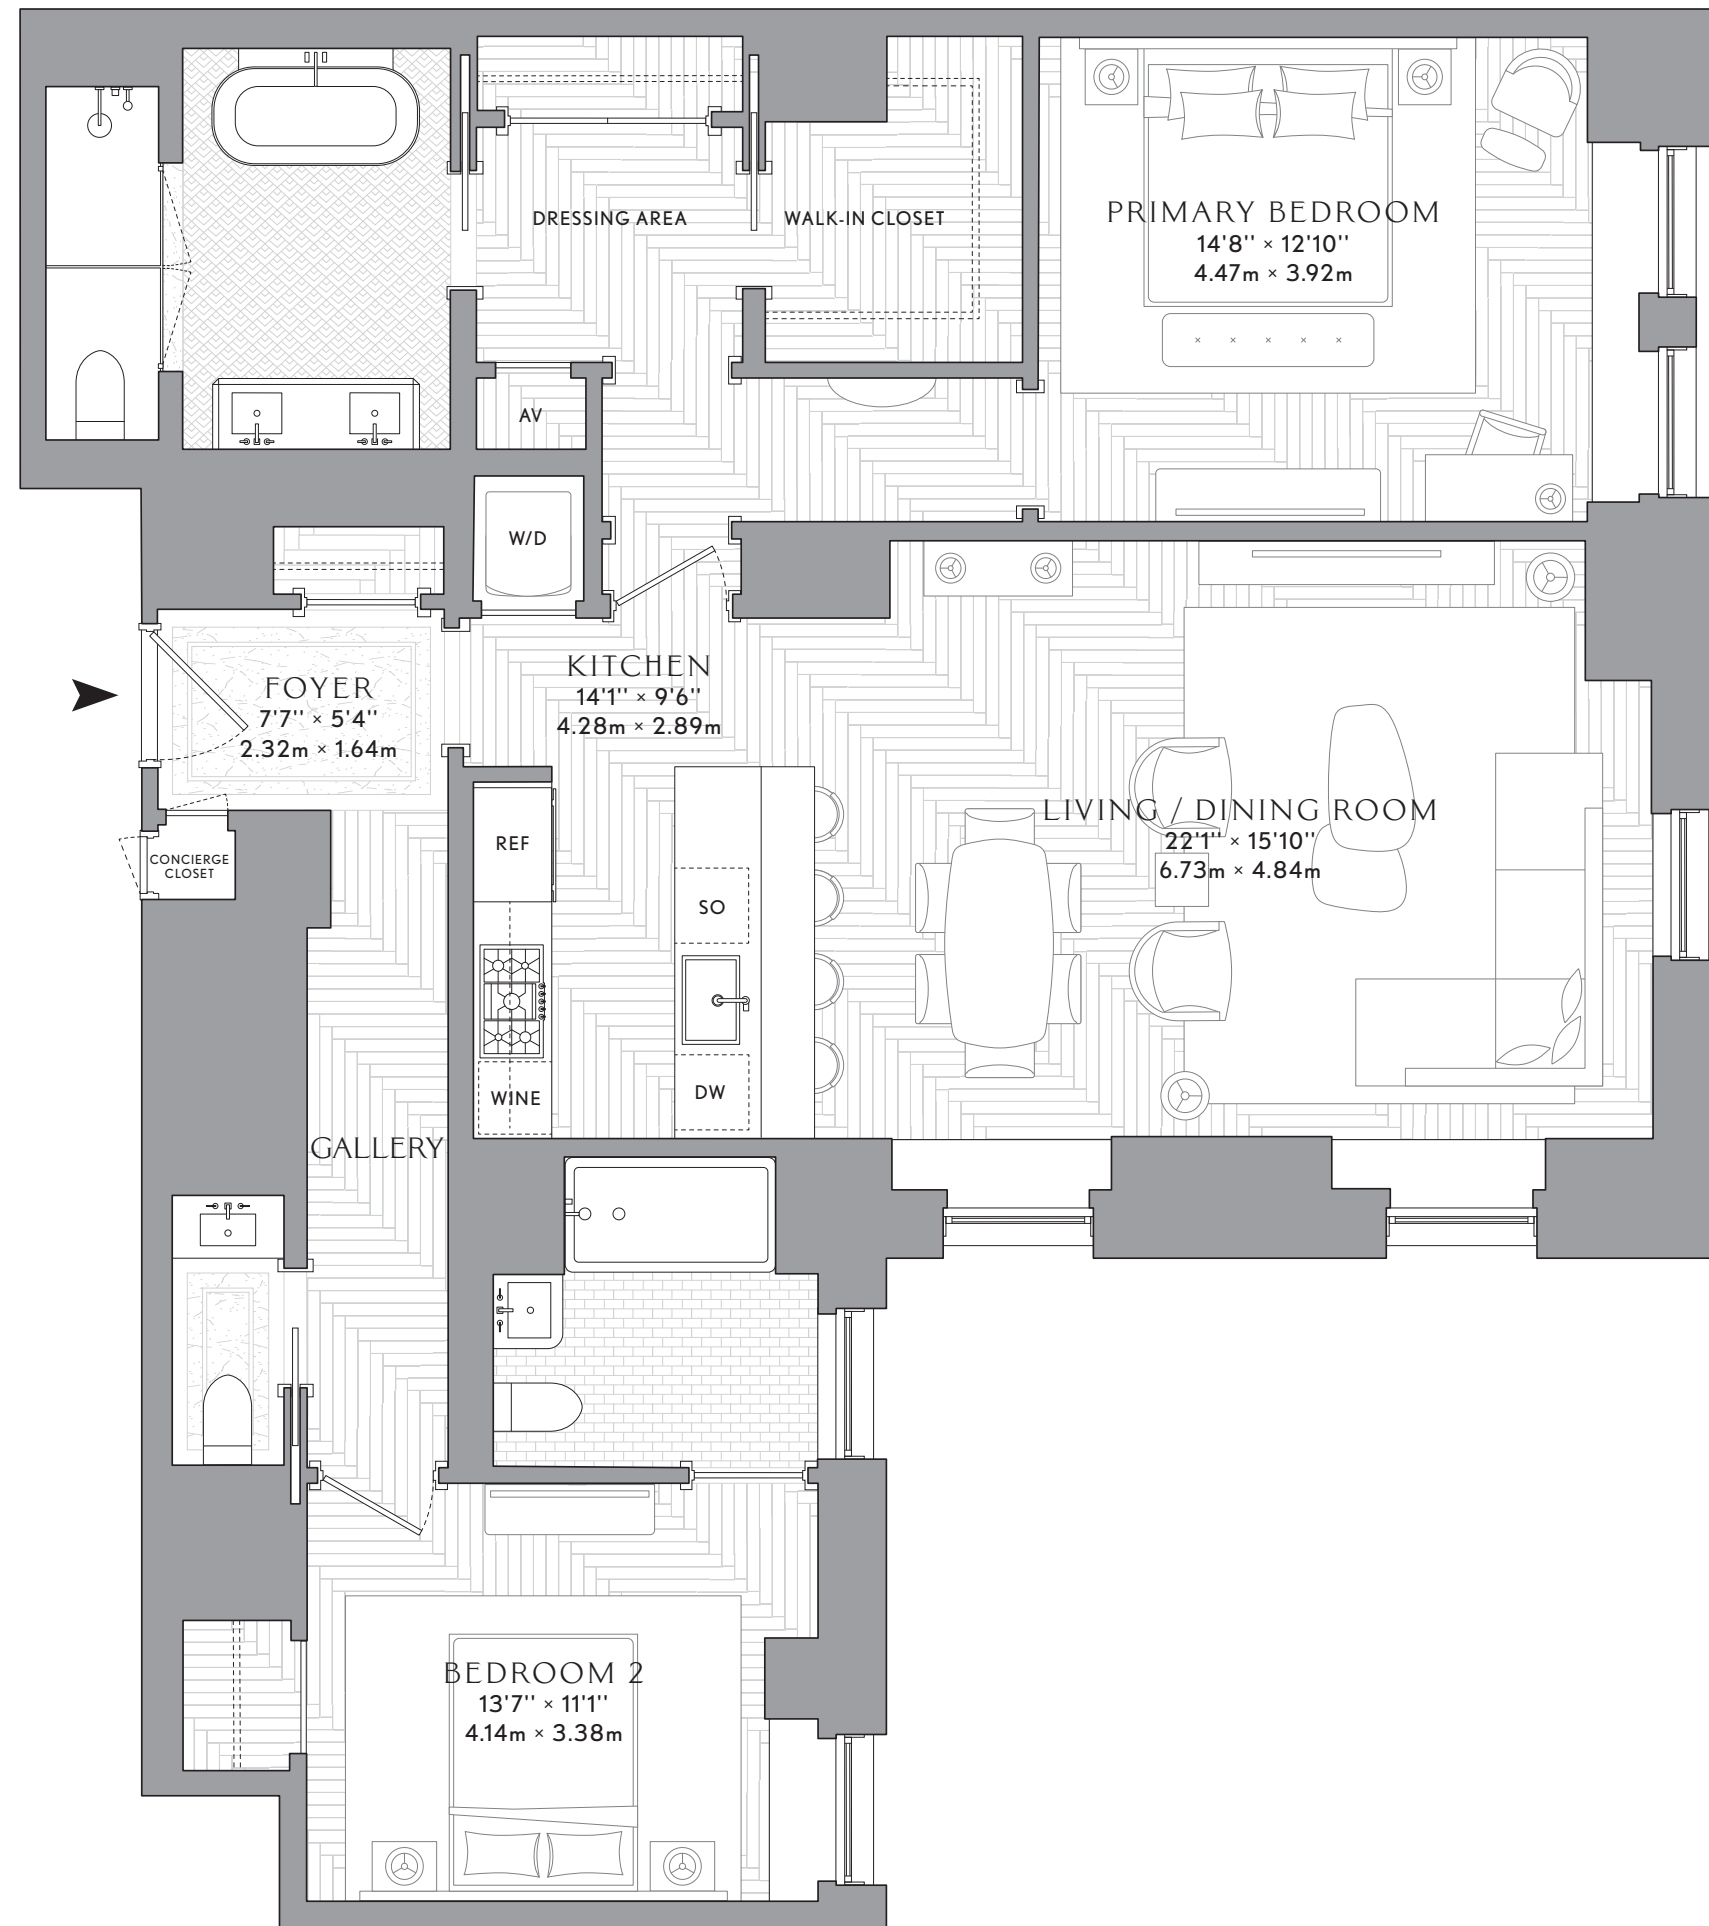 DRESSING AREA
WALK-IN CLOSET
PRIMARY BEDROOM
14'8'' × 12'10''
4.47m × 3.92m
AV
W/D
FOYER
7'7'' × 5'4''
2.32m × 1.64m
KITCHEN
14'1'' × 9'6''
4.28m × 2.89m
CONCIERGE
CLOSET
REF
SO
LIVING / DINING ROOM
22'1'' × 15'10''
6.73m × 4.84m
WINE
DW
GALLERY
BEDROOM 2
13'7'' × 11'1''
4.14m × 3.38m